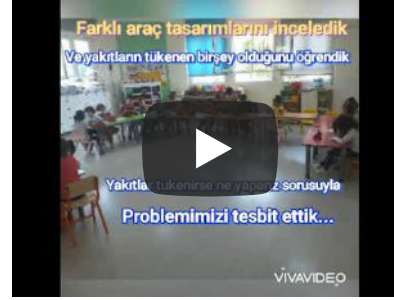 Farklı araç tasarımlarını inceledik
Ve yakıtların tükenen birşey olduğunu öğrendik
Yakıtlar tükenirse ne yaparız sorusuyla
Problemimizi tesbit ettik...
VIVAVIDEO